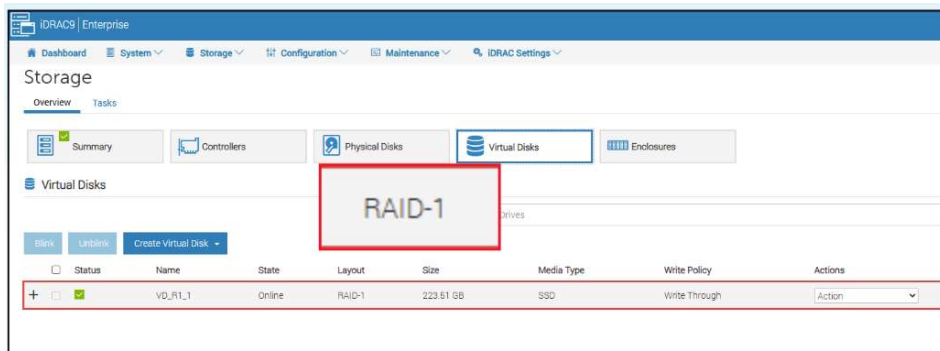 iDRAC9 | Enterprise
Dashboard System Storage Configuration Maintenance iDRAC Settings
Storage
Overview Tasks
Summary Controllers Physical Disks Virtual Disks Enclosures
Virtual Disks
RAID-1
Drives
Blink Unblink Create Virtual Disk
Status Name State Layout Size Media Type Write Policy Actions
+ VD_R1_1 Online RAID-1 223.51 GB SSD Write Through Action